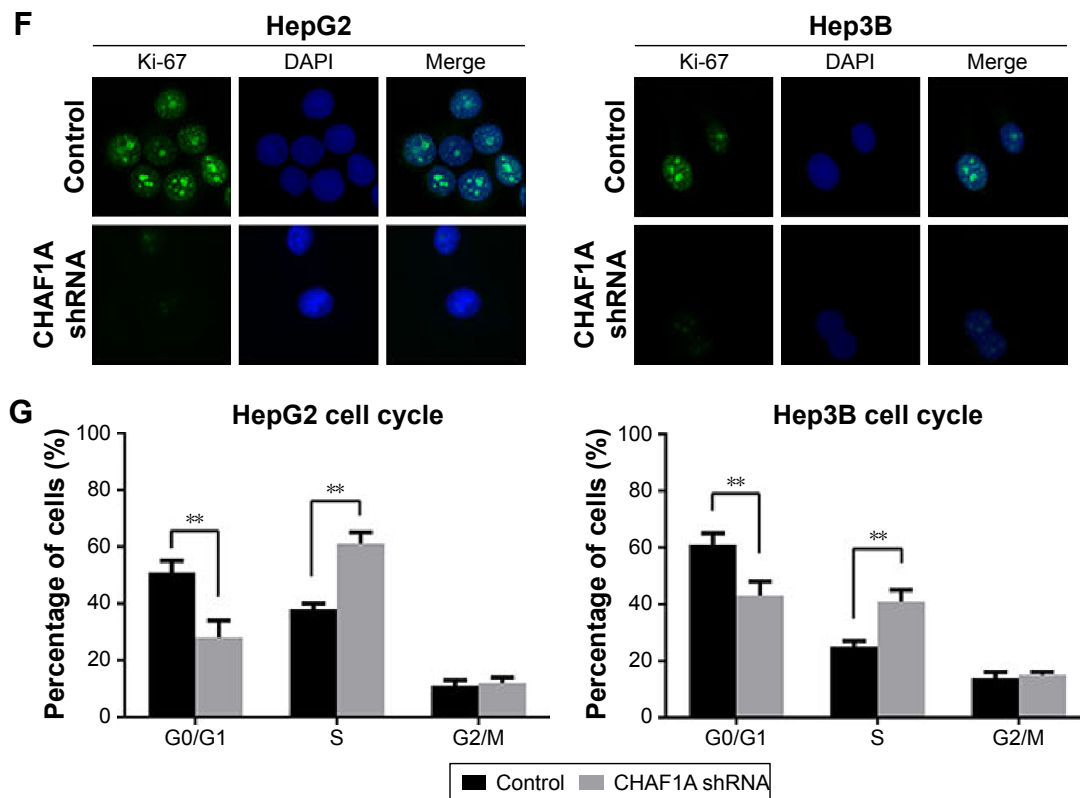 F
HepG2
Hep3B
Ki-67 DAPI Merge
Ki-67 DAPI Merge
Control
CHAF1A
shRNA
Control
CHAF1A
shRNA
G
HepG2 cell cycle
Percentage of cells (%)
100
80
60
40
20
0
**
**
G0/G1 S G2/M
Hep3B cell cycle
Percentage of cells (%)
100
80
60
40
20
0
**
**
G0/G1 S G2/M
Control CHAF1A shRNA